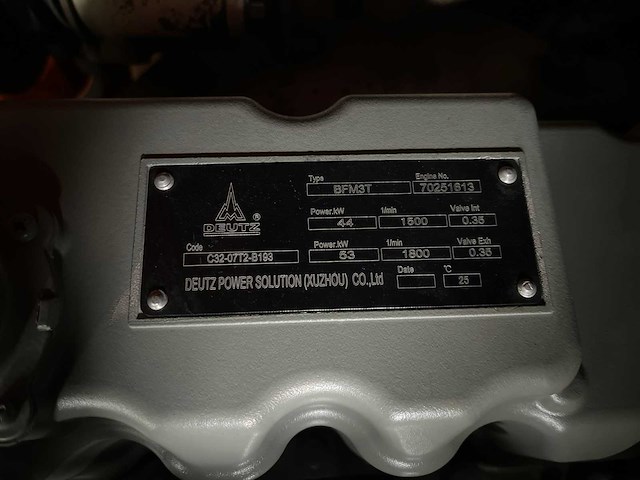 Type Engine No.
BFM3T 70251613
DEUTZ ®
Power.kW 1/min Valve Int
44 1500 0.35
Code Power.kW 1/min Valve Exh
C32-07T2-B193 53 1800 0.35
Date °C
DEUTZ POWER SOLUTION (XUZHOU) CO.,Ltd 25